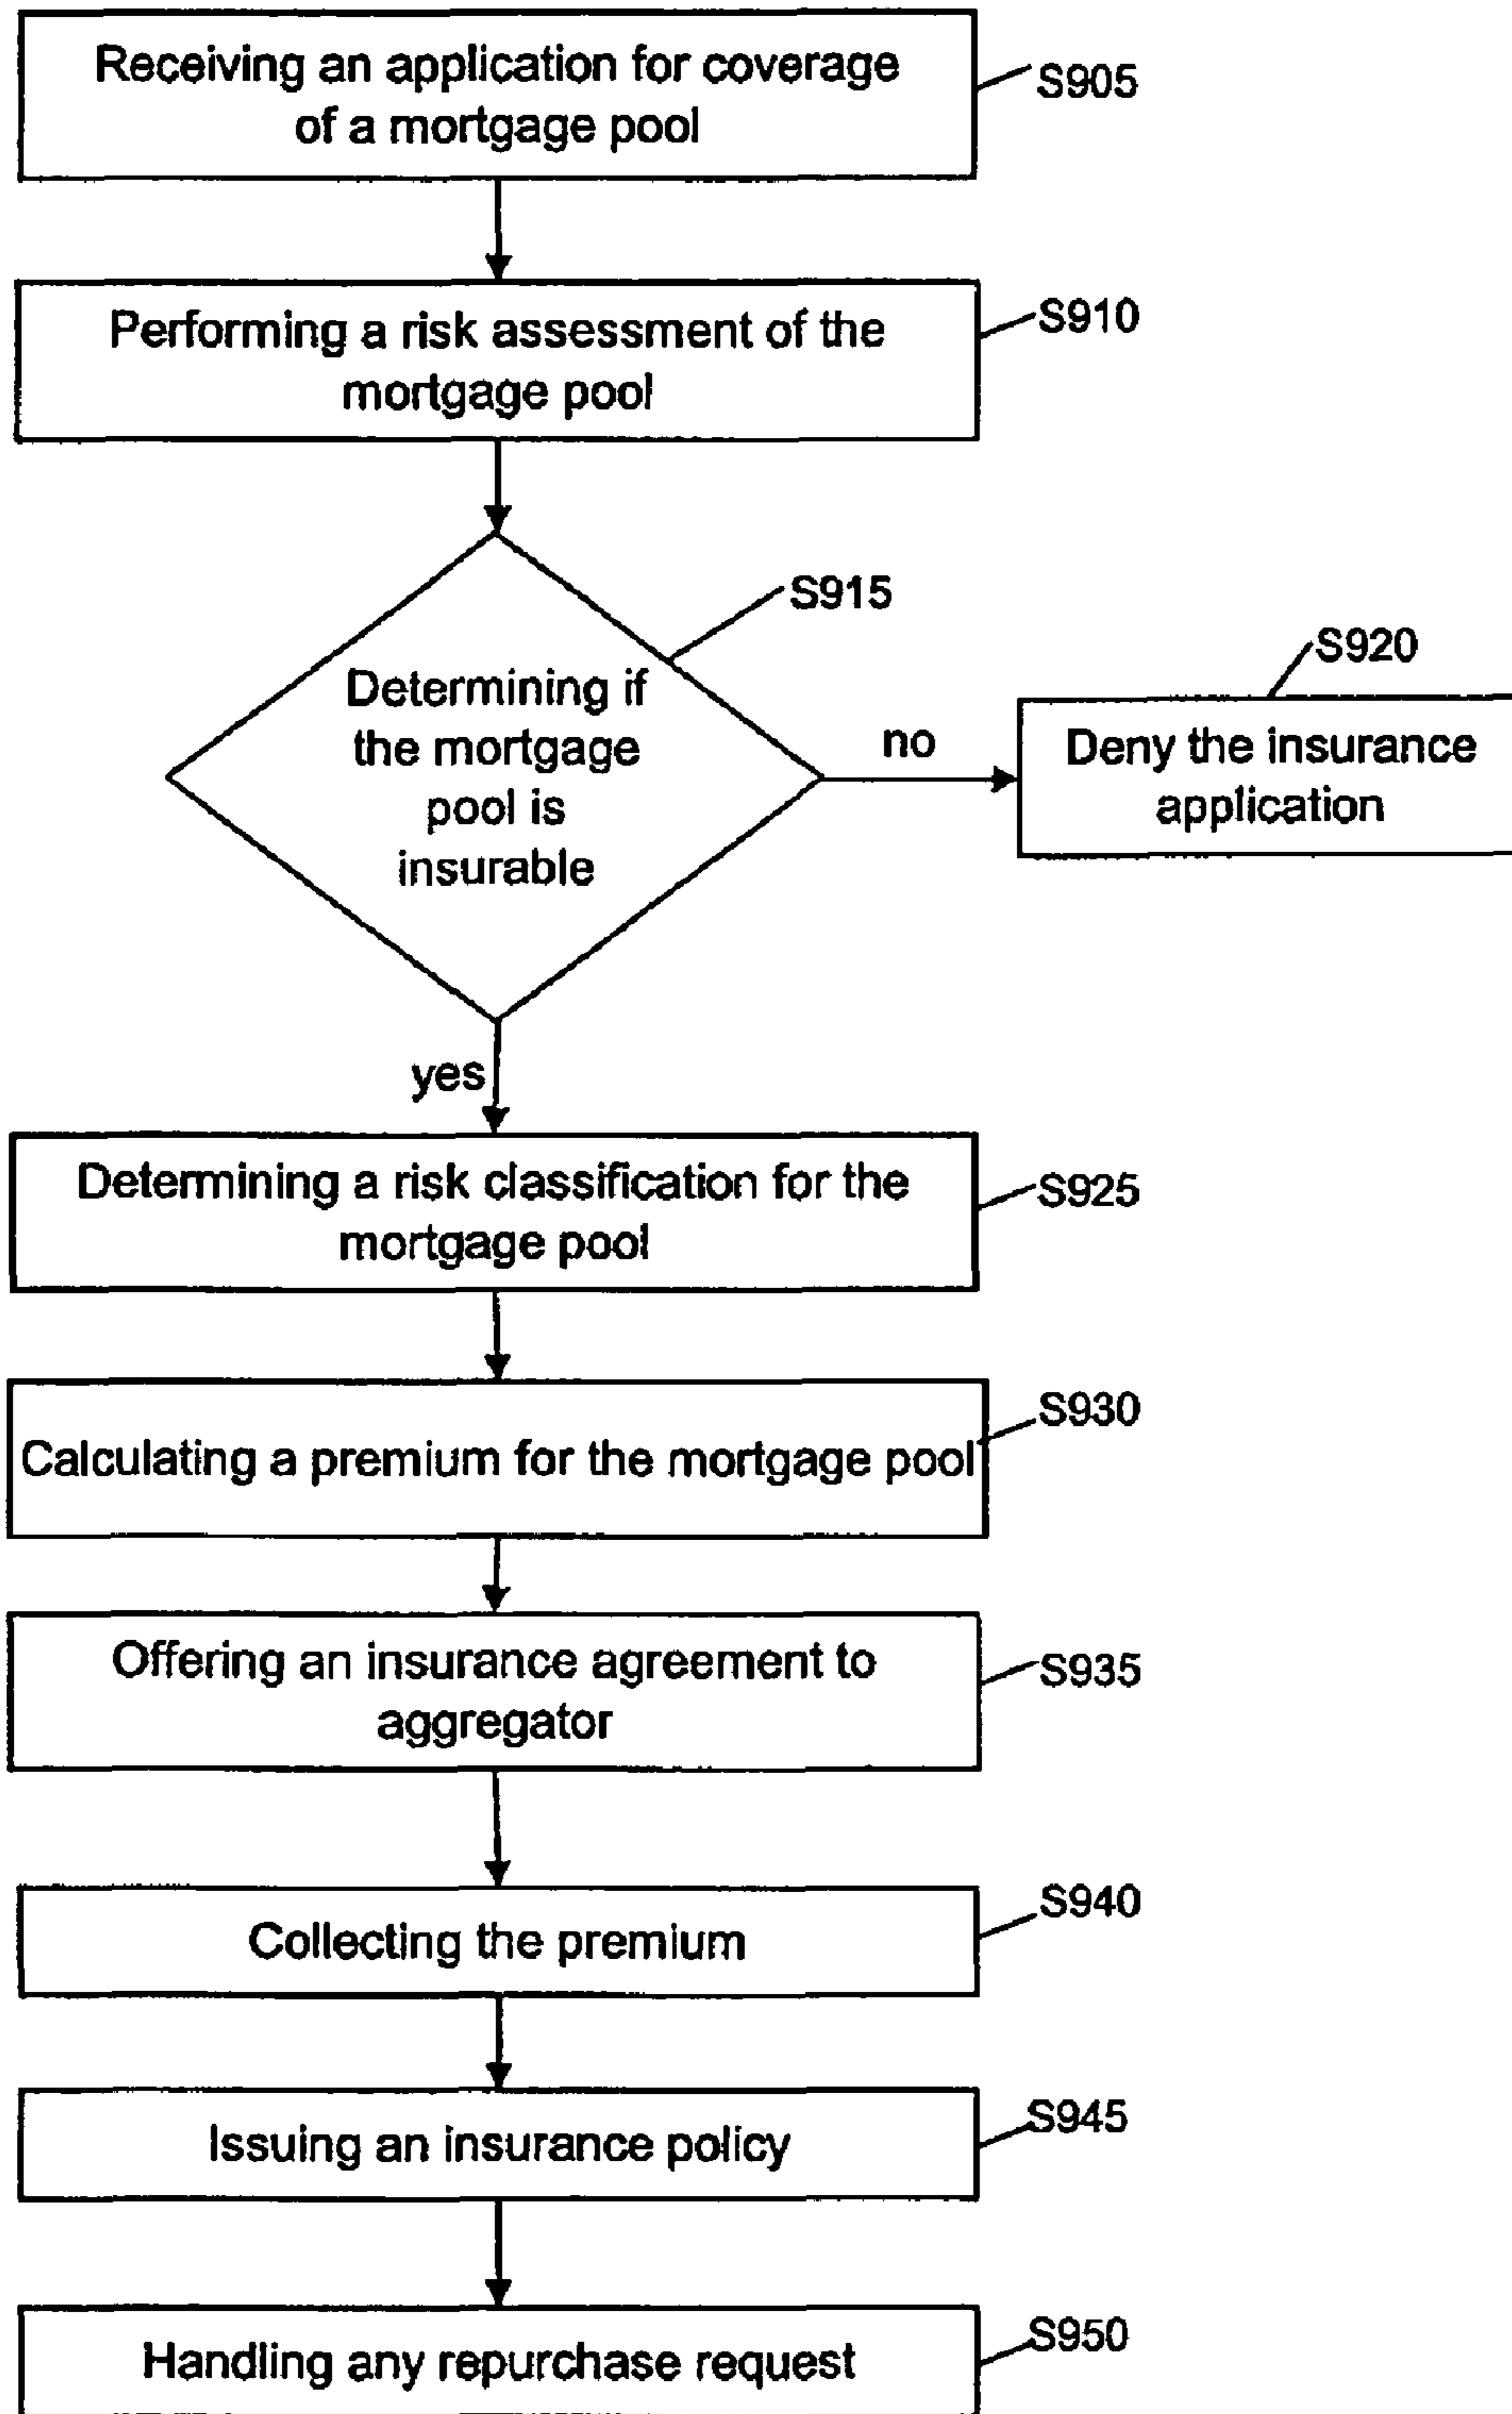 Receiving an application for coverage
of a mortgage pool
S905
Performing a risk assessment of the
mortgage pool
S910
Determining if
the mortgage
pool is
insurable
S915
no
S920
Deny the insurance
application
yes
Determining a risk classification for the
mortgage pool
S925
Calculating a premium for the mortgage pool
S930
Offering an insurance agreement to
aggregator
S935
Collecting the premium
S940
Issuing an insurance policy
S945
Handling any repurchase request
S950